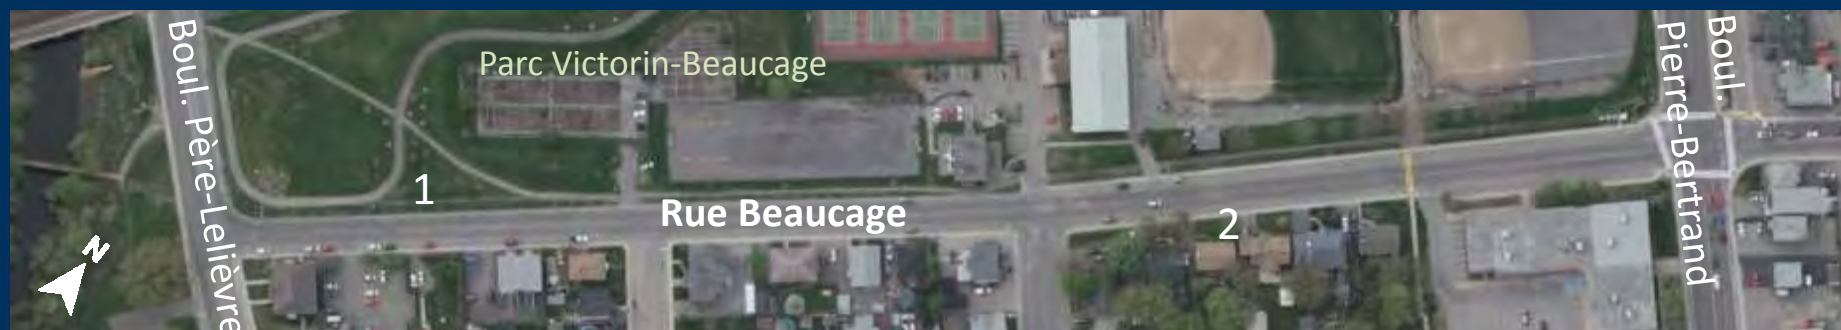 Boul. Père-Lelièvre
Parc Victorin-Beaucage
1
Rue Beaucage
2
Boul.
Pierre-Bertrand
N